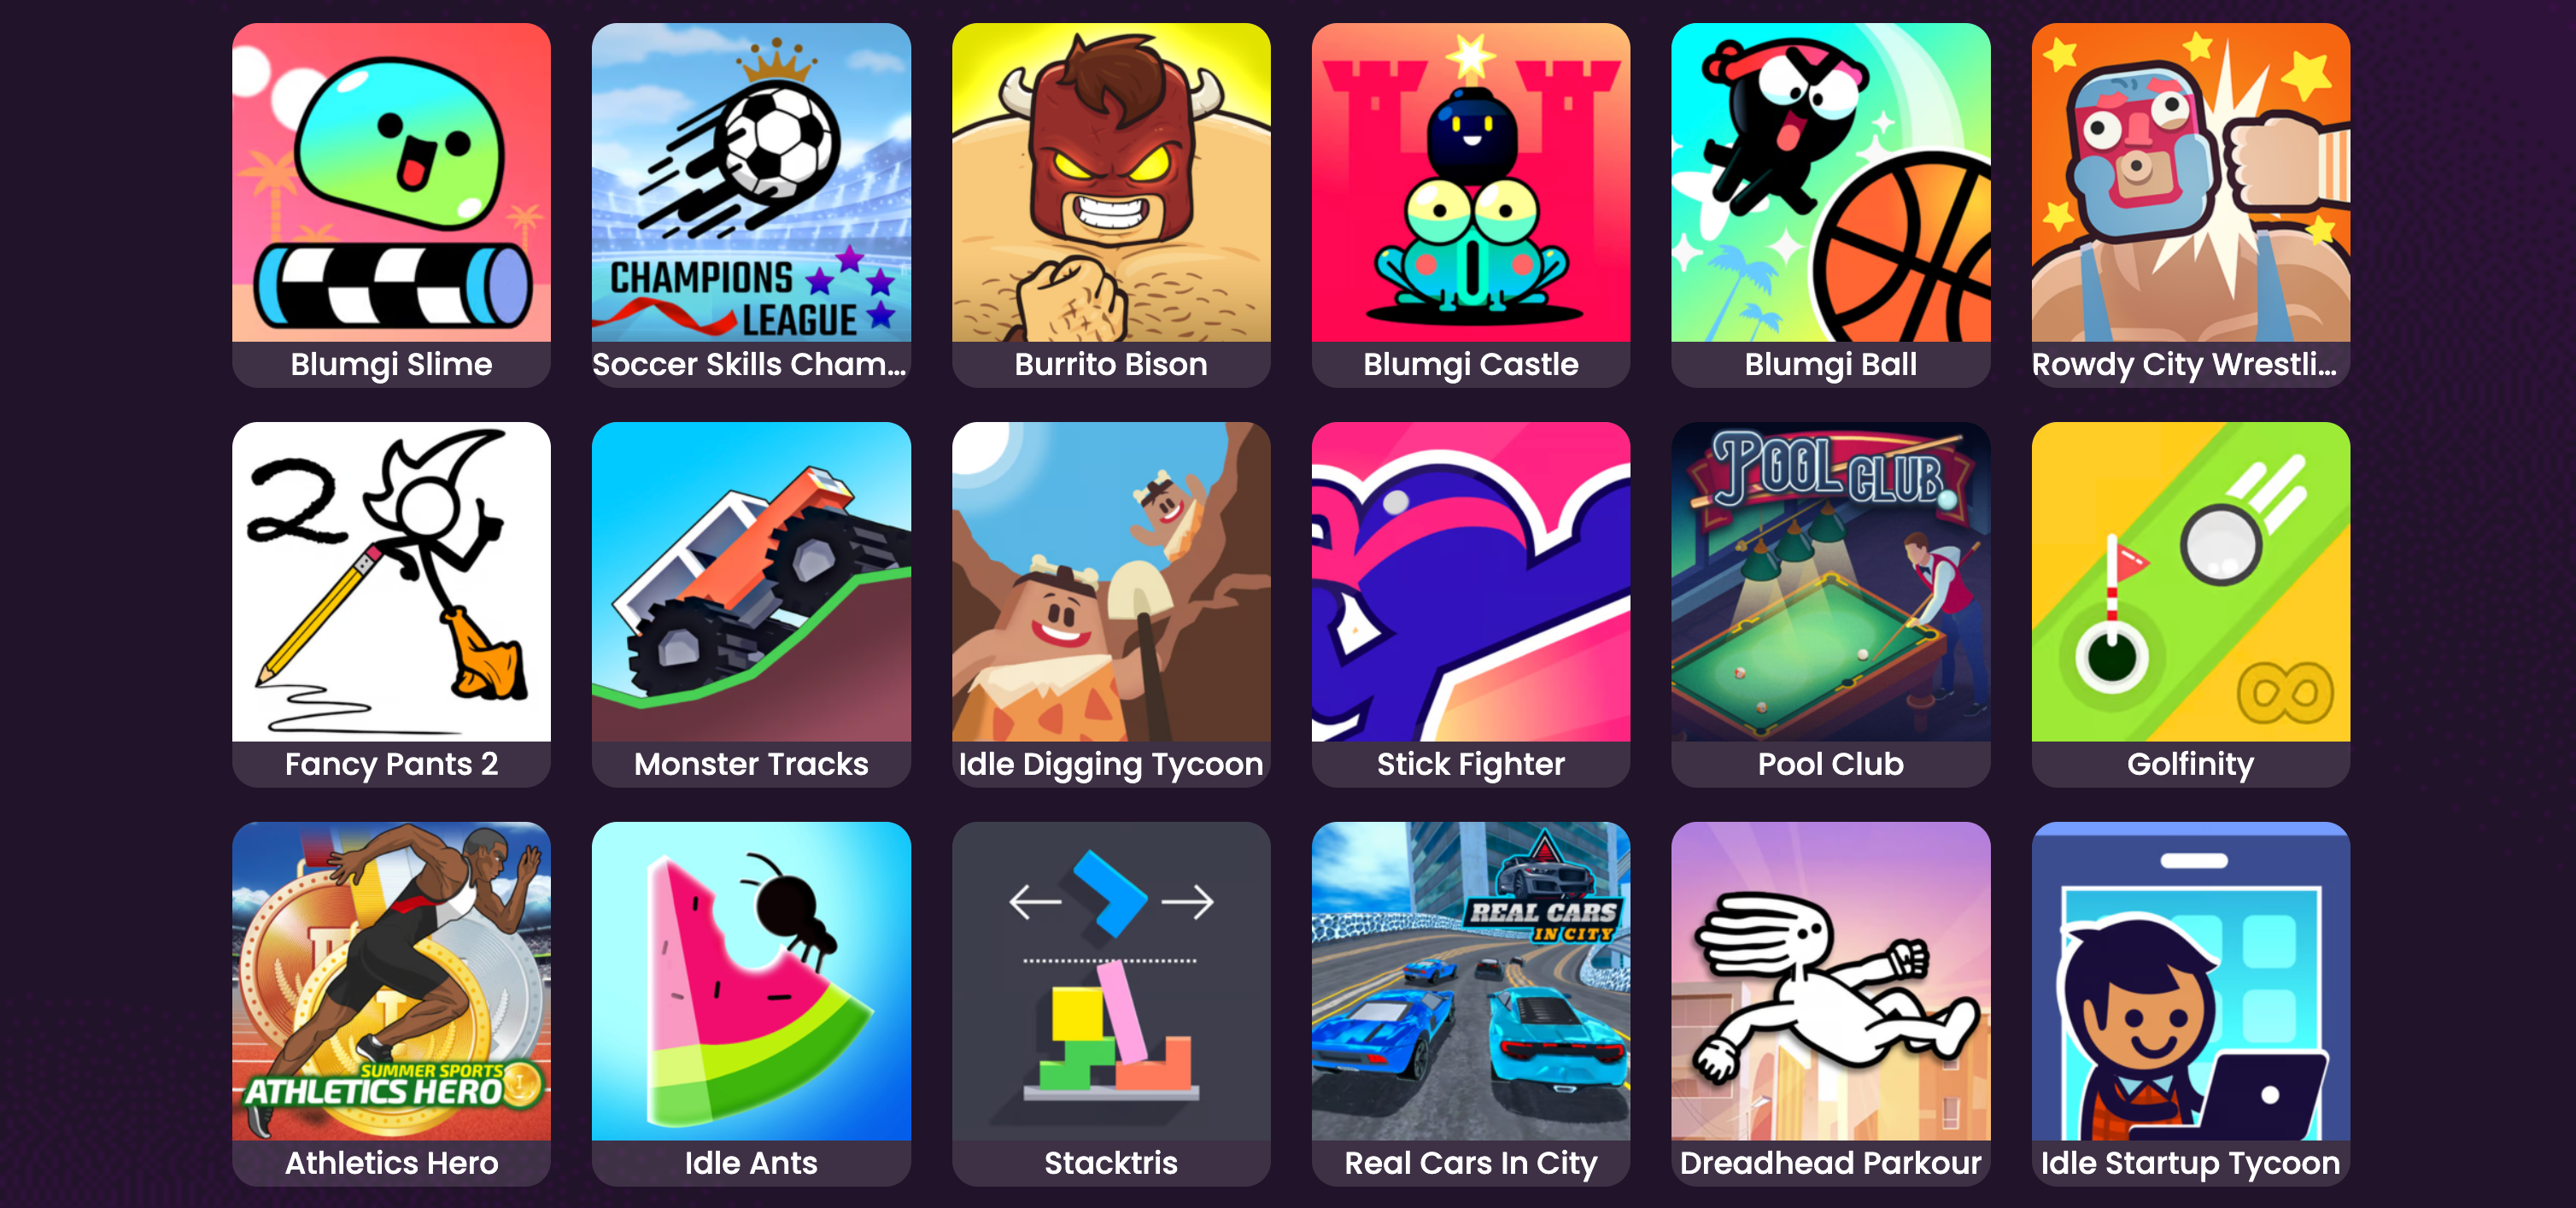 CHAMPIONS
LEAGUE
Blumgi Slime
Soccer Skills Cham...
Burrito Bison
Blumgi Castle
Blumgi Ball
Rowdy City Wrestli...
2
POOL CLUB
Fancy Pants 2
Monster Tracks
Idle Digging Tycoon
Stick Fighter
Pool Club
Golfinity
REAL CARS
IN CITY
SUMMER SPORTS
ATHLETICS HERO
Athletics Hero
Idle Ants
Stacktris
Real Cars In City
Dreadhead Parkour
Idle Startup Tycoon